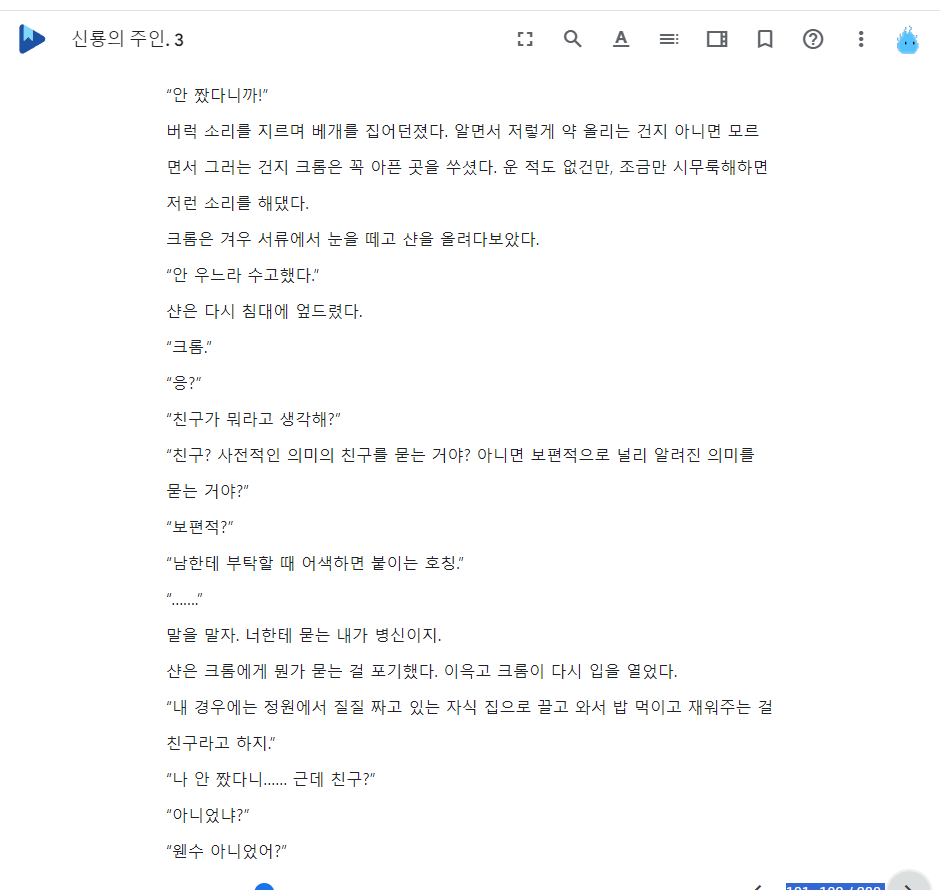 신룡의 주인. 3
"안 짰다니까!"
버럭 소리를 지르며 베개를 집어던졌다. 알면서 저렇게 약 올리는 건지 아니면 모르
면서 그러는 건지 크롬은 꼭 아픈 곳을 쑤셨다. 운 적도 없건만, 조금만 시무룩해하면
저런 소리를 해댔다.
크롬은 겨우 서류에서 눈을 떼고 샨을 올려다보았다.
"안 우느라 수고했다."
샨은 다시 침대에 엎드렸다.
"크롬."
"응?"
"친구가 뭐라고 생각해?"
"친구? 사전적인 의미의 친구를 묻는 거야? 아니면 보편적으로 널리 알려진 의미를
묻는 거야?"
"보편적?"
"남한테 부탁할 때 어색하면 붙이는 호칭."
"……."
말을 말자. 너한테 묻는 내가 병신이지.
샨은 크롬에게 뭔가 묻는 걸 포기했다. 이윽고 크롬이 다시 입을 열었다.
"내 경우에는 정원에서 질질 짜고 있는 자식 집으로 끌고 와서 밥 먹이고 재워주는 걸
친구라고 하지."
"나 안 짰다니…… 근데 친구?"
"아니었냐?"
"웬수 아니었어?"